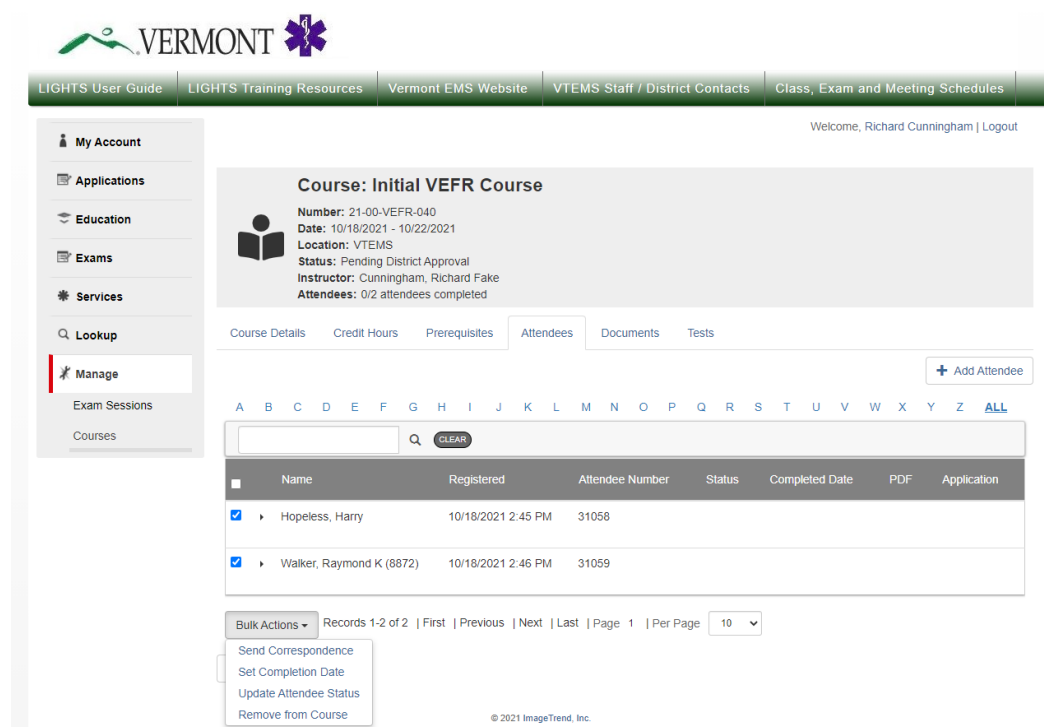 VERMONT
LIGHTS User Guide LIGHTS Training Resources Vermont EMS Website VTEMS Staff / District Contacts Class, Exam and Meeting Schedules
Welcome, Richard Cunningham | Logout
My Account
Applications
Education
Exams
Services
Lookup
Manage
Exam Sessions
Courses
Course: Initial VEFR Course
Number: 21-00-VEFR-040
Date: 10/18/2021 - 10/22/2021
Location: VTEMS
Status: Pending District Approval
Instructor: Cunningham, Richard Fake
Attendees: 0/2 attendees completed
Course Details Credit Hours Prerequisites Attendees Documents Tests
+ Add Attendee
A B C D E F G H I J K L M N O P Q R S T U V W X Y Z ALL
CLEAR
Name Registered Attendee Number Status Completed Date PDF Application
Hopeless, Harry 10/18/2021 2:45 PM 31058
Walker, Raymond K (8872) 10/18/2021 2:46 PM 31059
Bulk Actions Records 1-2 of 2 | First | Previous | Next | Last | Page 1 | Per Page 10
Send Correspondence
Set Completion Date
Update Attendee Status
Remove from Course
© 2021 ImageTrend, Inc.